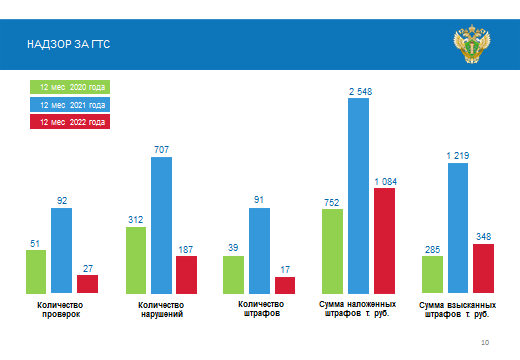 НАДЗОР ЗА ГТС
12 мес 2020 года
12 мес 2021 года
12 мес 2022 года
51
92
27
312
707
187
39
91
17
752
2 548
1 084
285
1 219
348
Количество
проверок
Количество
нарушений
Количество
штрафов
Сумма наложенных
штрафов т. руб.
Сумма взысканных
штрафов т. руб.
10